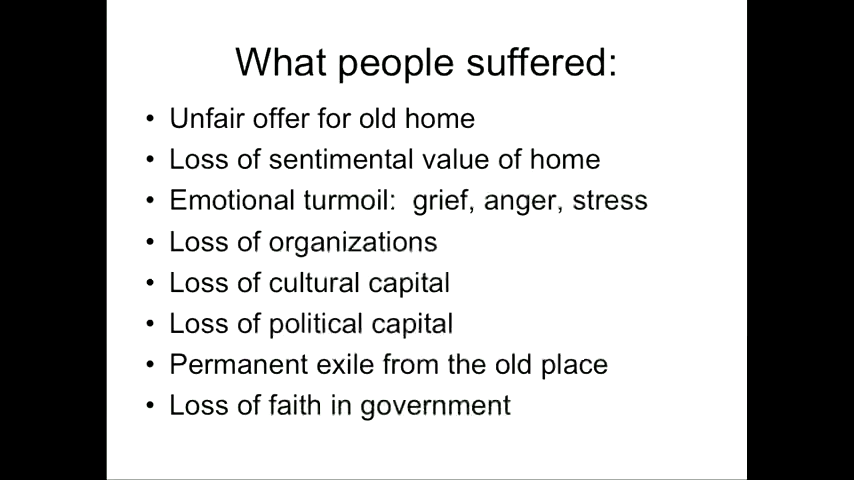 What people suffered:
• Unfair offer for old home
• Loss of sentimental value of home
• Emotional turmoil:  grief, anger, stress
• Loss of organizations
• Loss of cultural capital
• Loss of political capital
• Permanent exile from the old place
• Loss of faith in government